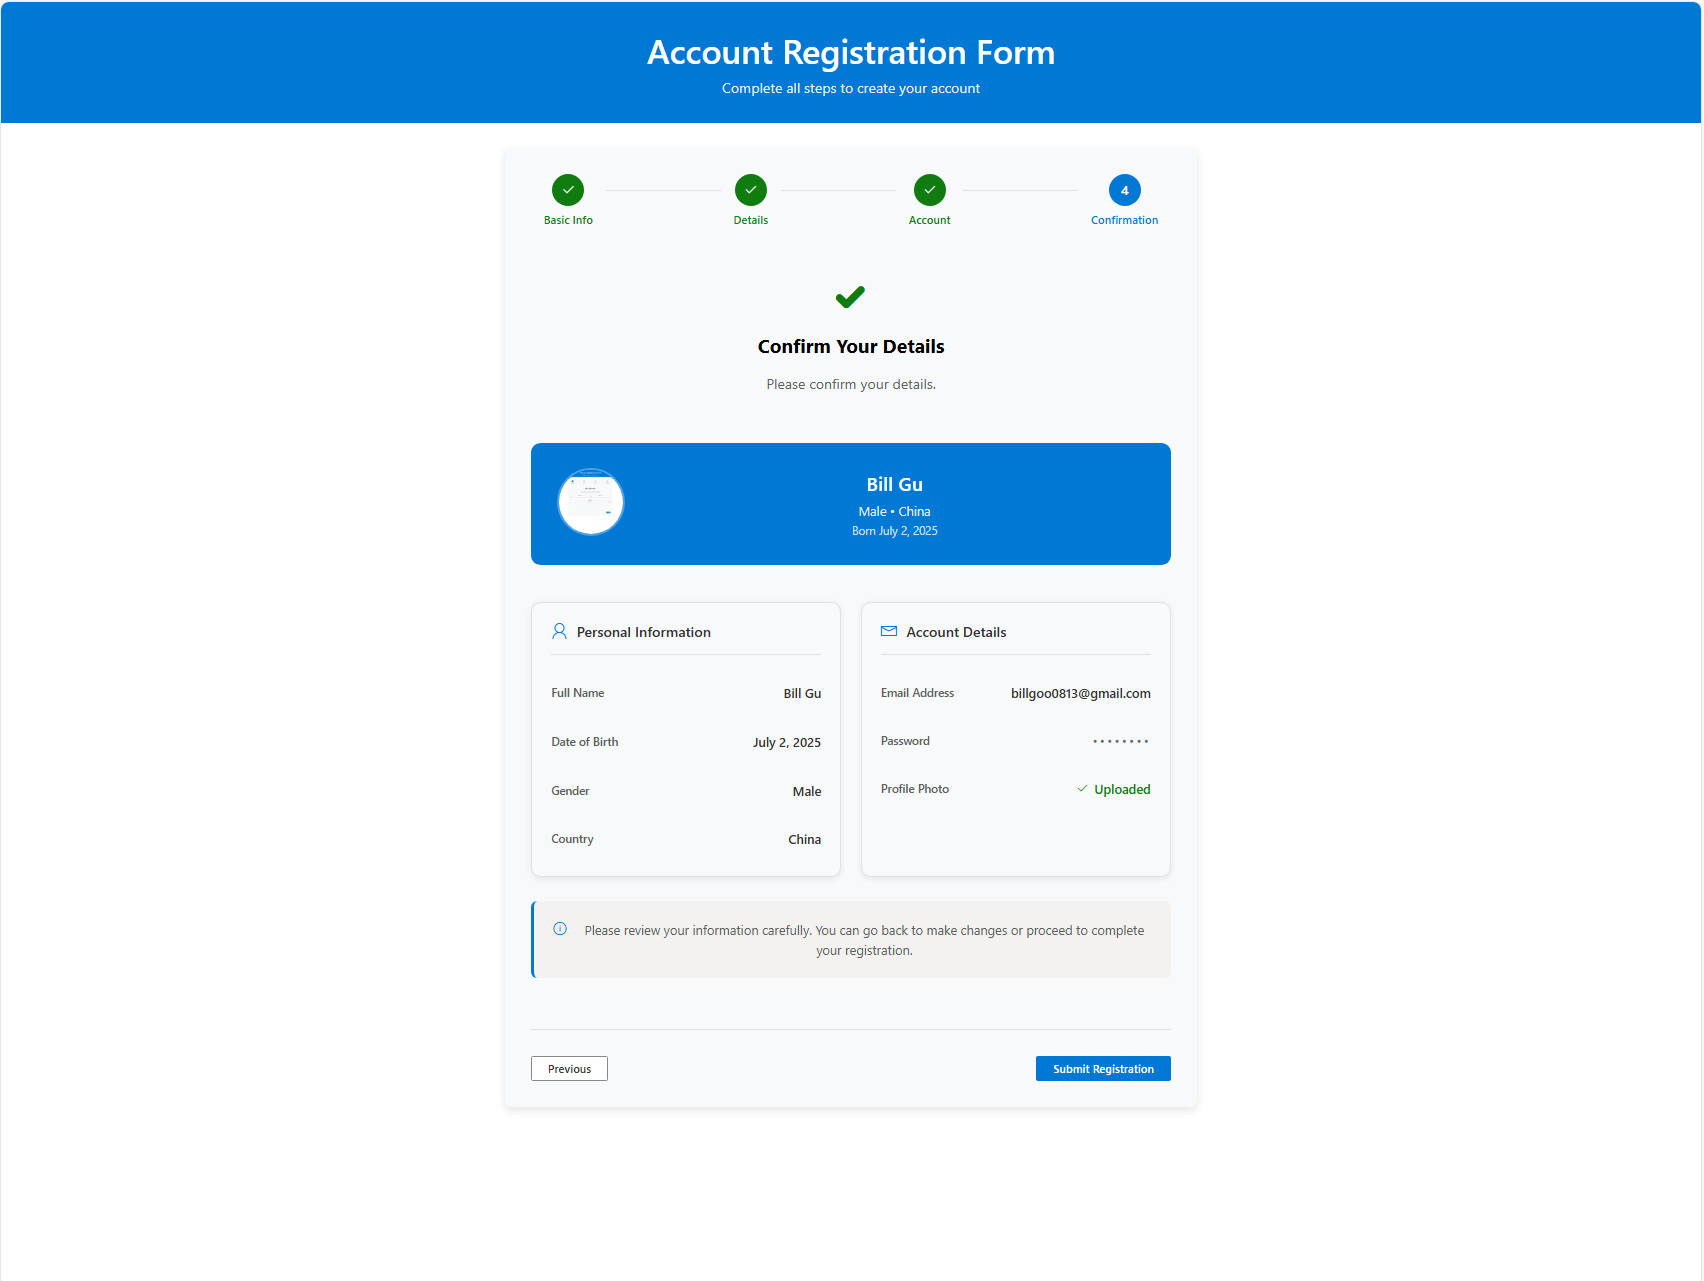 Account Registration Form
Complete all steps to create your account
4
Basic Info
Details
Account
Confirmation
Confirm Your Details
Please confirm your details.
Bill Gu
Male • China
Born July 2, 2025
Personal Information
Full Name
Bill Gu
Date of Birth
July 2, 2025
Gender
Male
Country
China
Account Details
Email Address
billgoo0813@gmail.com
Password
••••••••
Profile Photo
Uploaded
Please review your information carefully. You can go back to make changes or proceed to complete
your registration.
Previous
Submit Registration